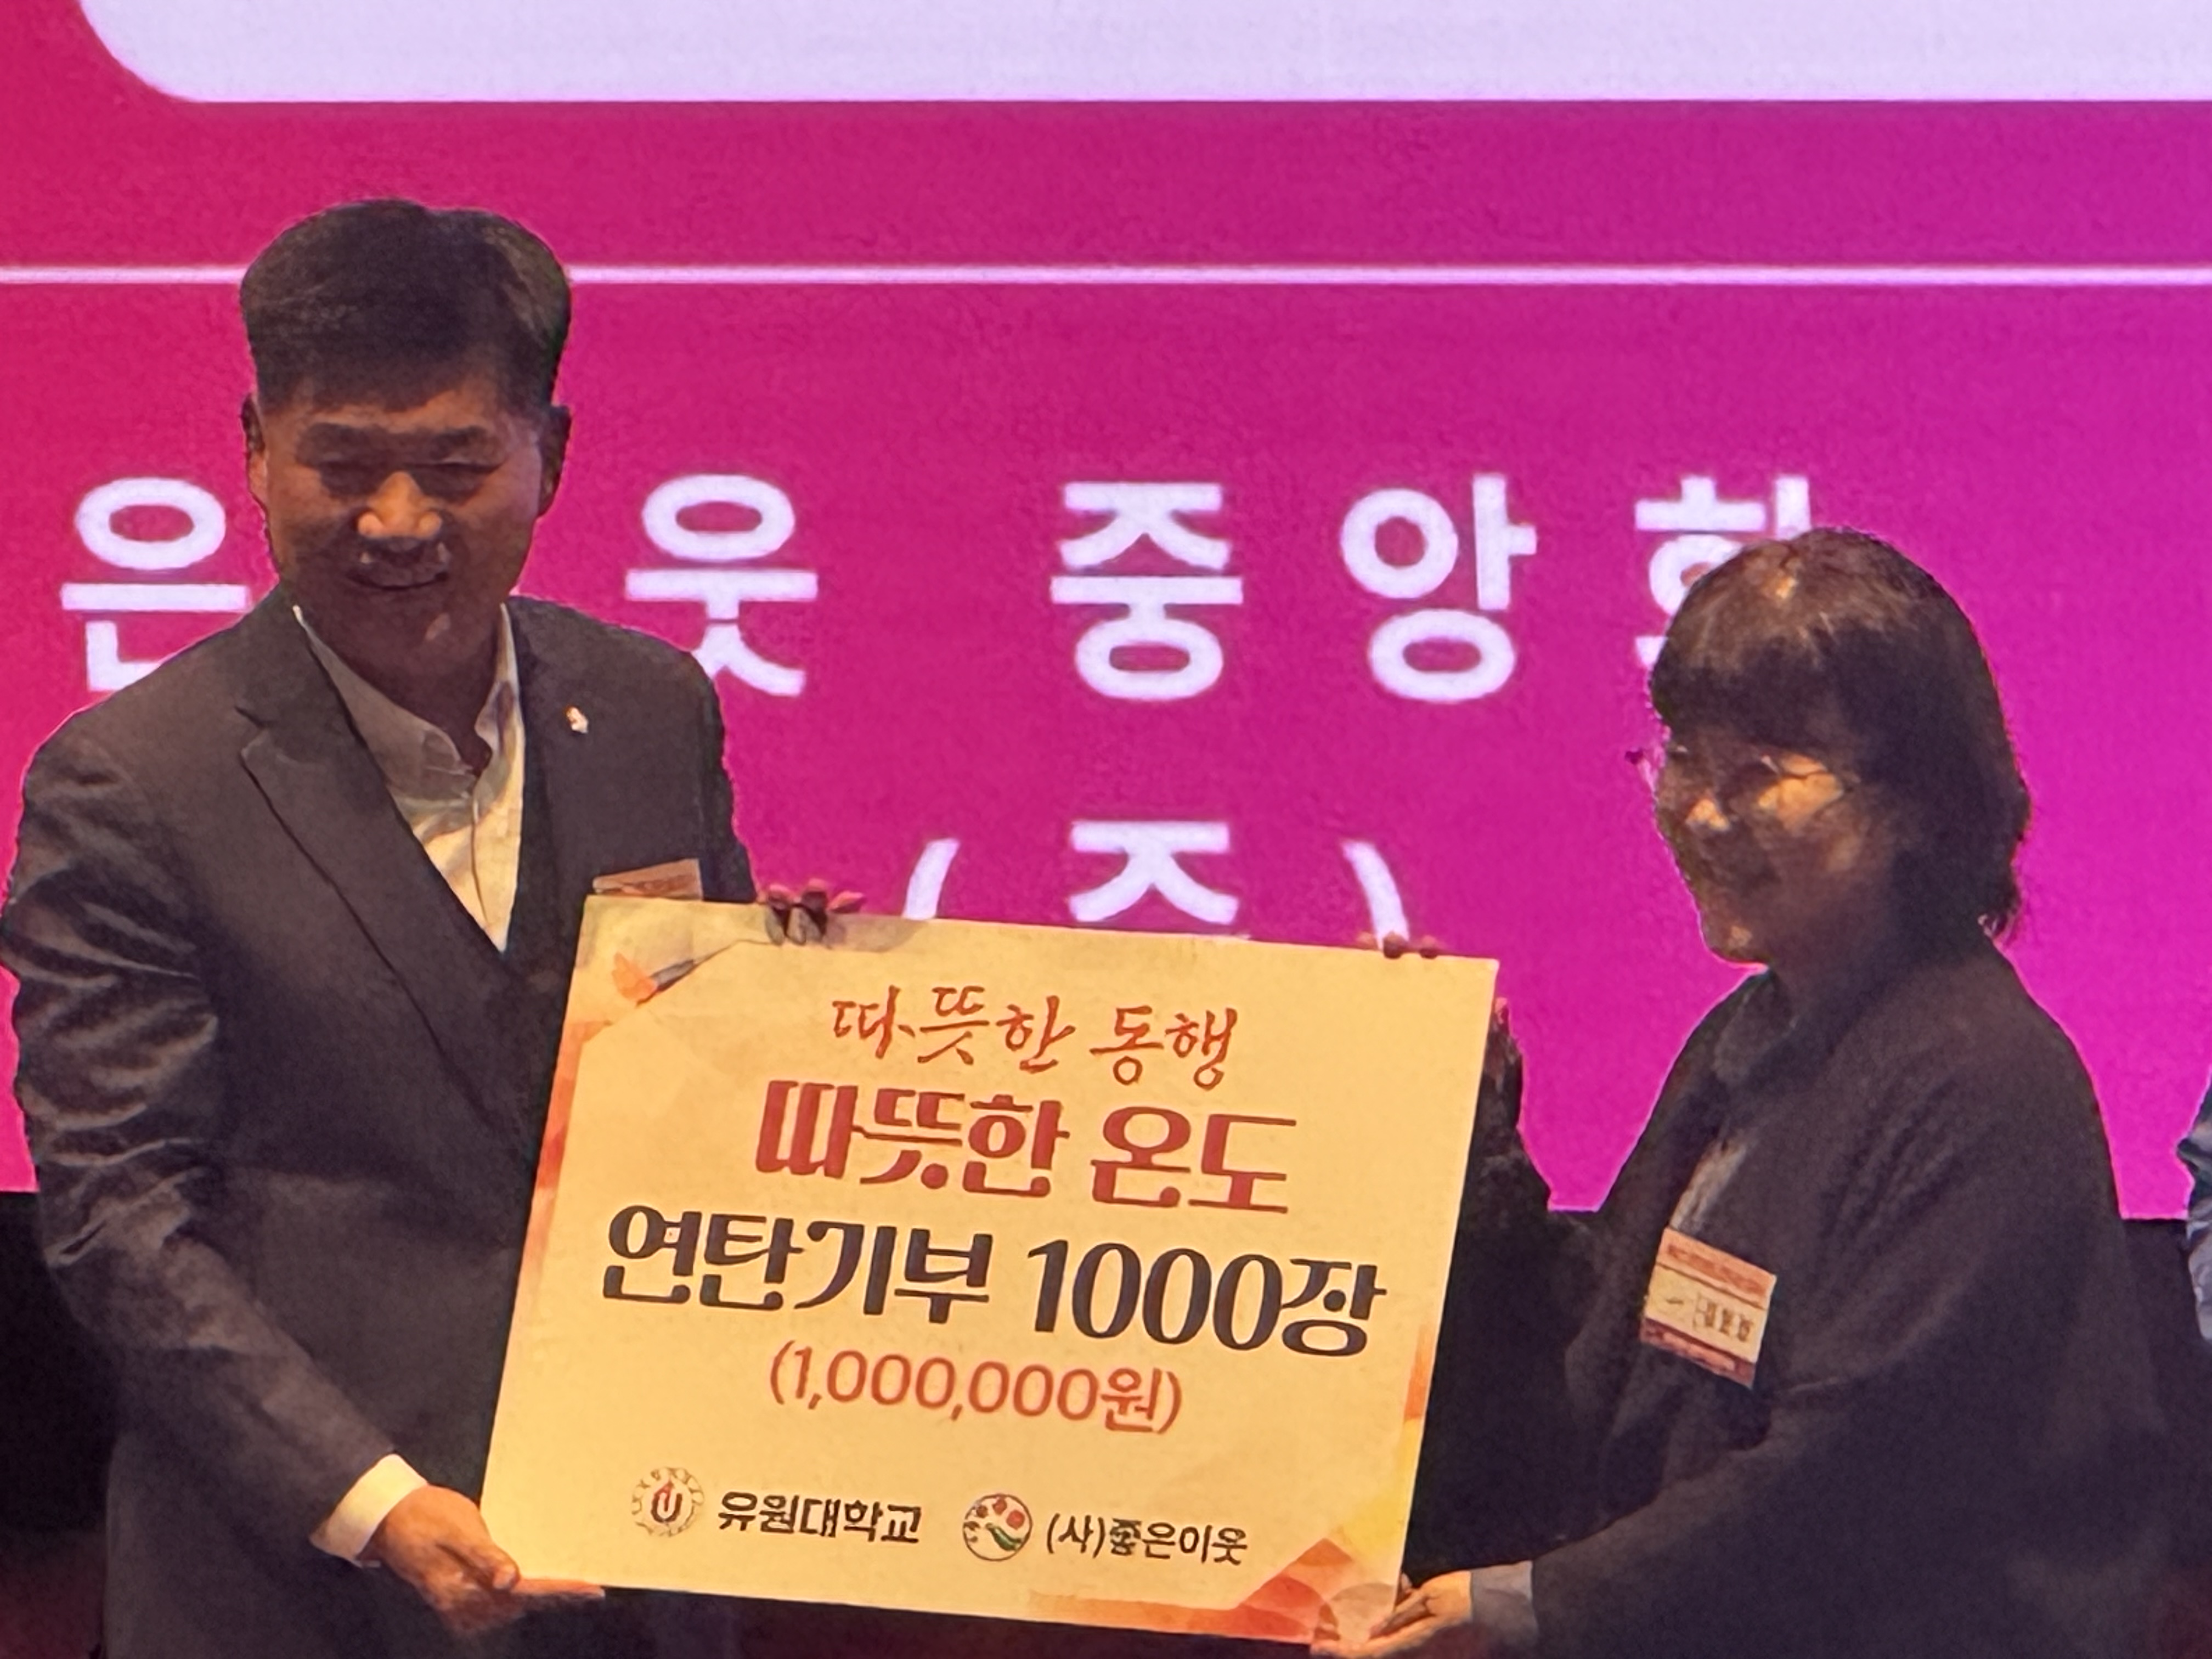 은 웃 중앙회
(주)
따뜻한 동행
따뜻한 온도
연탄기부 1000장
(1,000,000원)
유원대학교 (사)좋은이웃